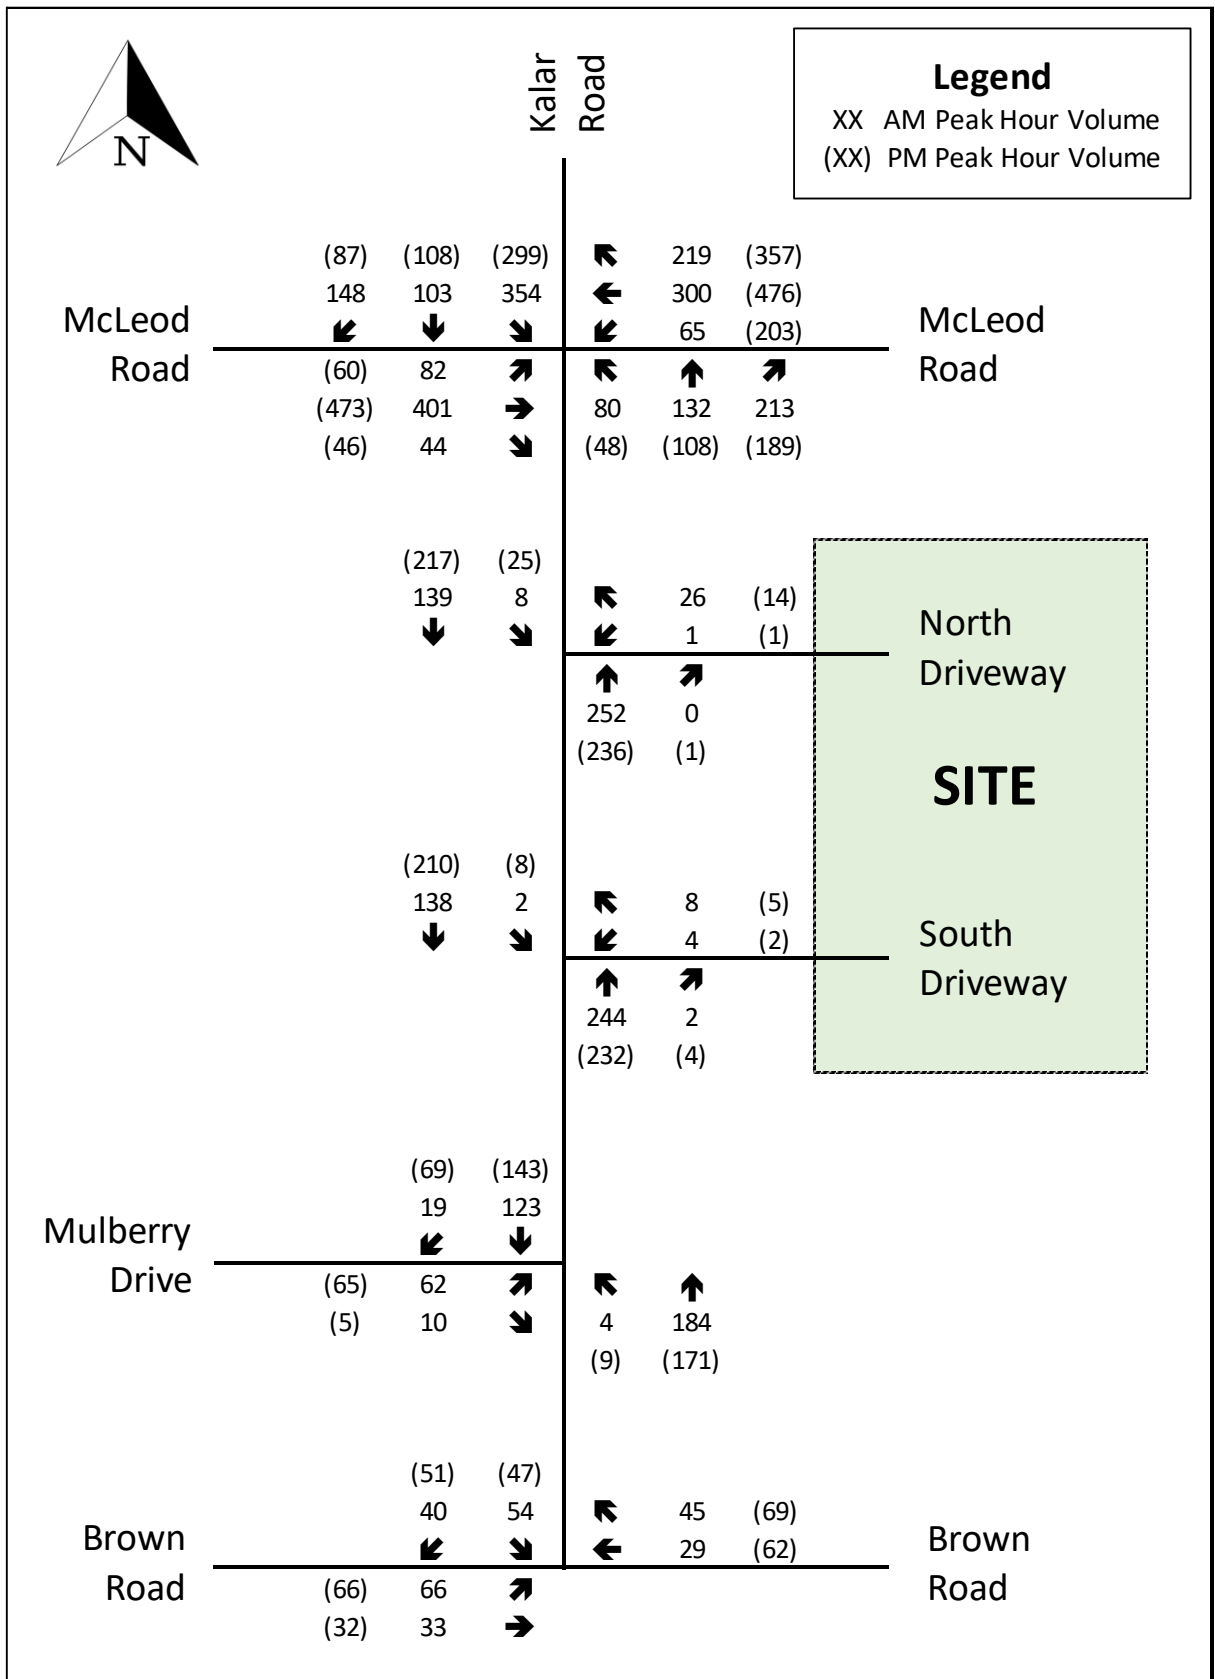 Kalar
Road
N
Legend
XX AM Peak Hour Volume
(XX) PM Peak Hour Volume
(87) (108) (299) 219 (357)
148 103 354 300 (476)
65 (203)
McLeod
Road
McLeod
Road
(60) 82
(473) 401 80 132 213
(46) 44 (48) (108) (189)
(217) (25)
139 8 26 (14)
1 (1)
North
Driveway
252 0
(236) (1)
SITE
(210) (8)
138 2 8 (5)
4 (2)
South
Driveway
244 2
(232) (4)
(69) (143)
19 123
Mulberry
Drive
(65) 62
(5) 10 4 184
(9) (171)
(51) (47)
40 54 45 (69)
29 (62)
Brown
Road
Brown
Road
(66) 66
(32) 33